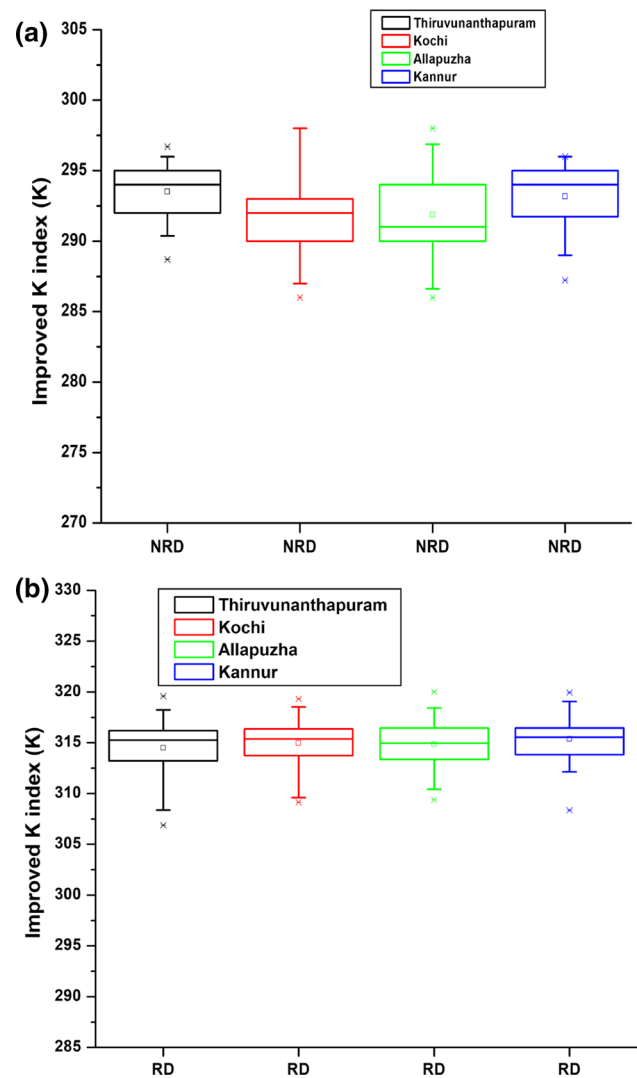 (a)
Thiruvunanthapuram
Kochi
Allapuzha
Kannur
Improved K index (K)
305
300
295
290
285
280
275
270
NRD NRD NRD NRD
(b)
Thiruvunanthapuram
Kochi
Allapuzha
Kannur
Improved K index (K)
330
325
320
315
310
305
300
295
290
285
RD RD RD RD